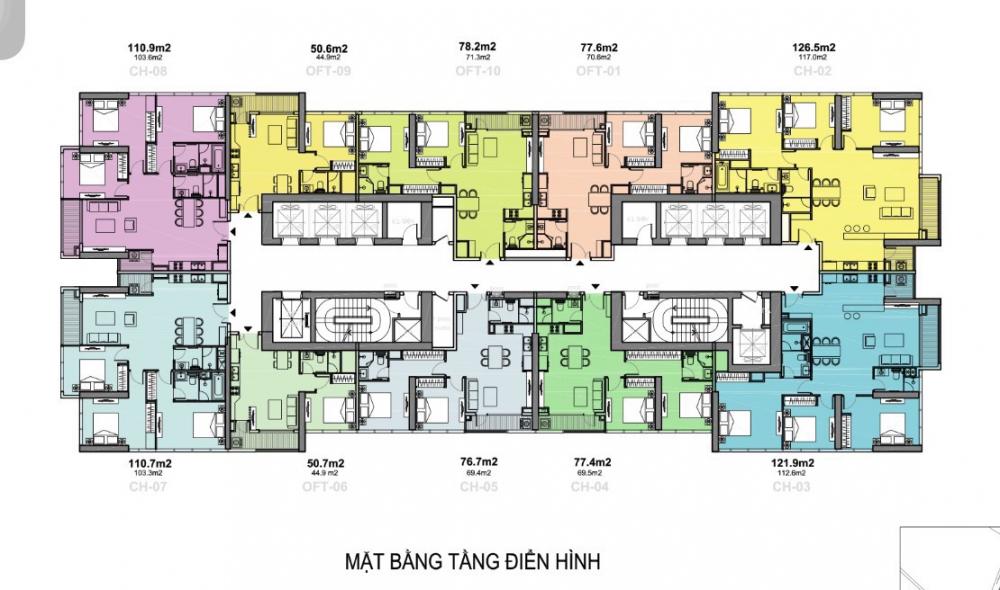 110.9m2
103.6m2
CH-08
50.6m2
44.9m2
OFT-09
78.2m2
71.3m2
OFT-10
77.6m2
70.8m2
OFT-01
126.5m2
117.0m2
CH-02
110.7m2
103.3m2
CH-07
50.7m2
44.9 m2
OFT-06
76.7m2
69.4m2
CH-05
77.4m2
69.5m2
CH-04
121.9m2
112.6m2
CH-03
MẶT BẰNG TẦNG ĐIỂN HÌNH